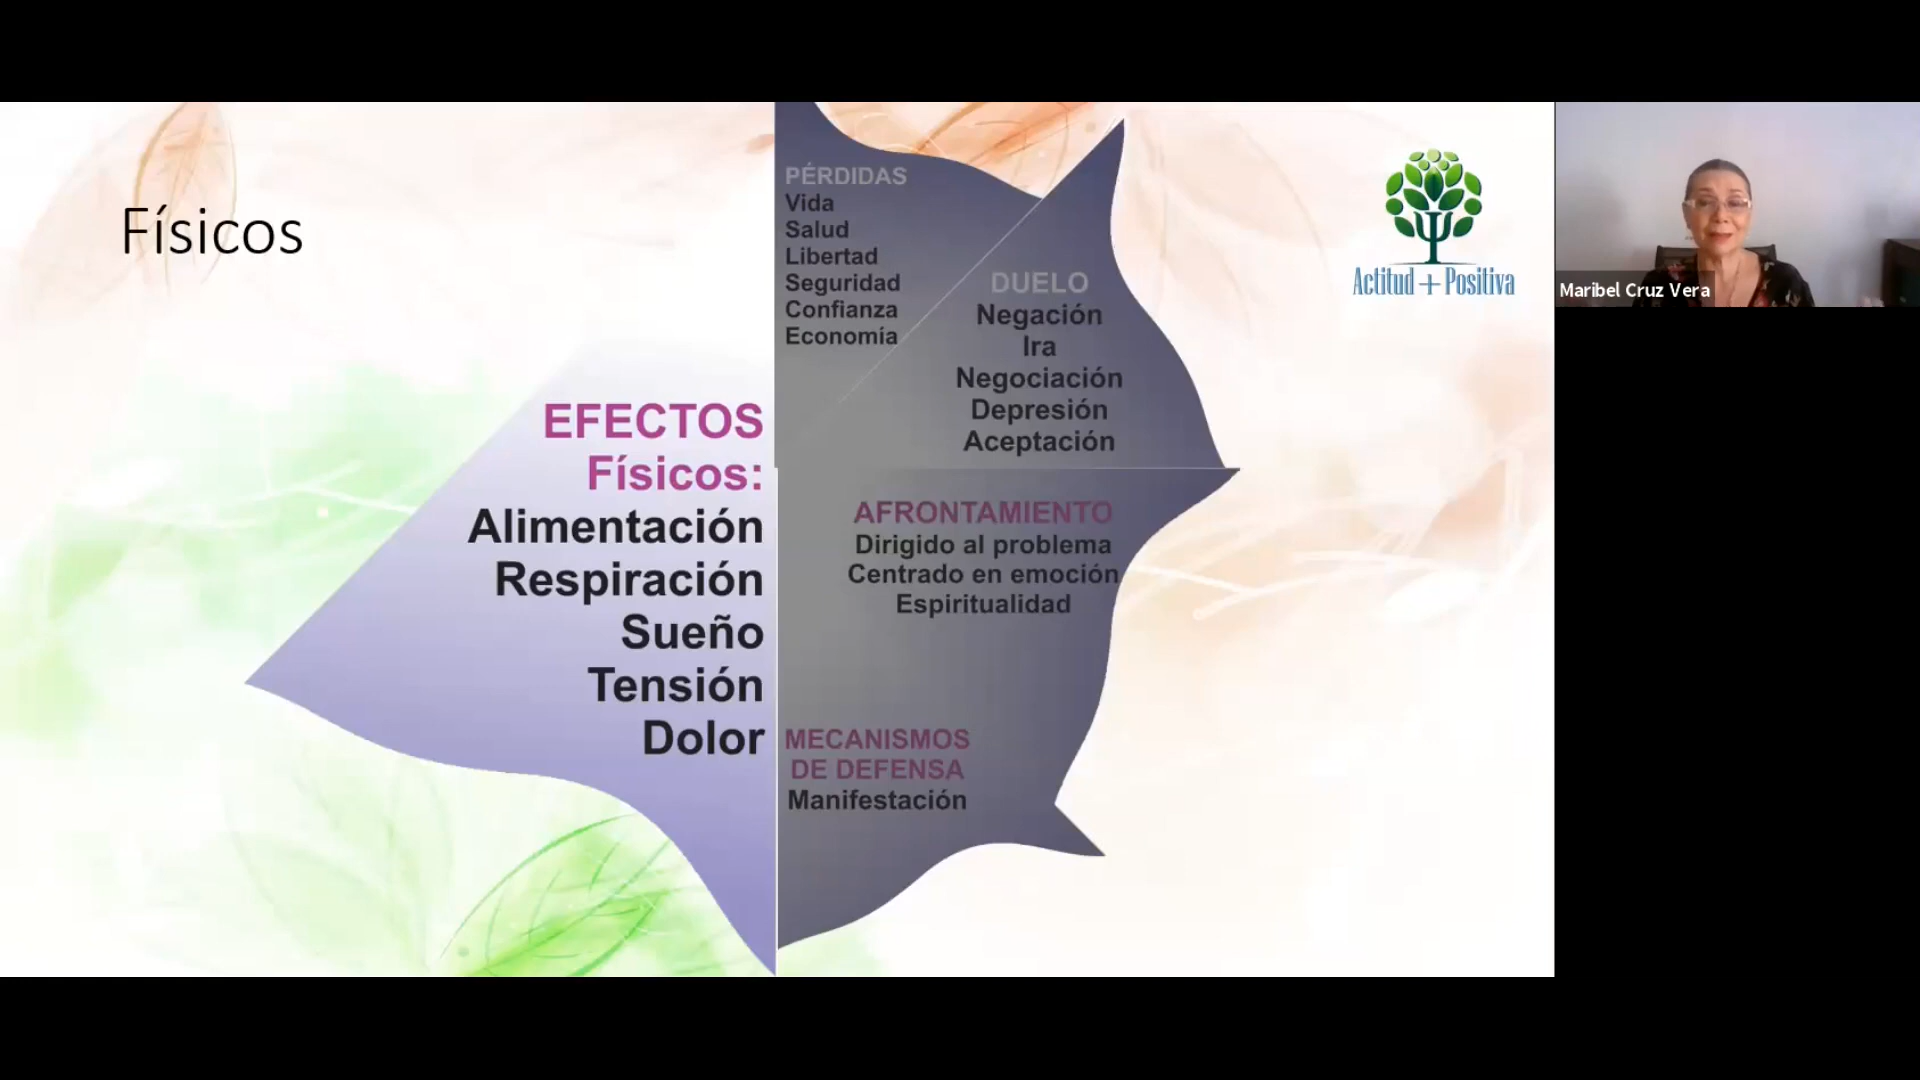 Físicos
EFECTOS
Físicos:
Alimentación
Respiración
Sueño
Tensión
Dolor
PÉRDIDAS
Vida
Salud
Libertad
Seguridad
Confianza
Economía
DUELO
Negación
Ira
Negociación
Depresión
Aceptación
AFRONTAMIENTO
Dirigido al problema
Centrado en emoción
Espiritualidad
MECANISMOS
DE DEFENSA
Manifestación
Actitud + Positiva
Maribel Cruz Vera